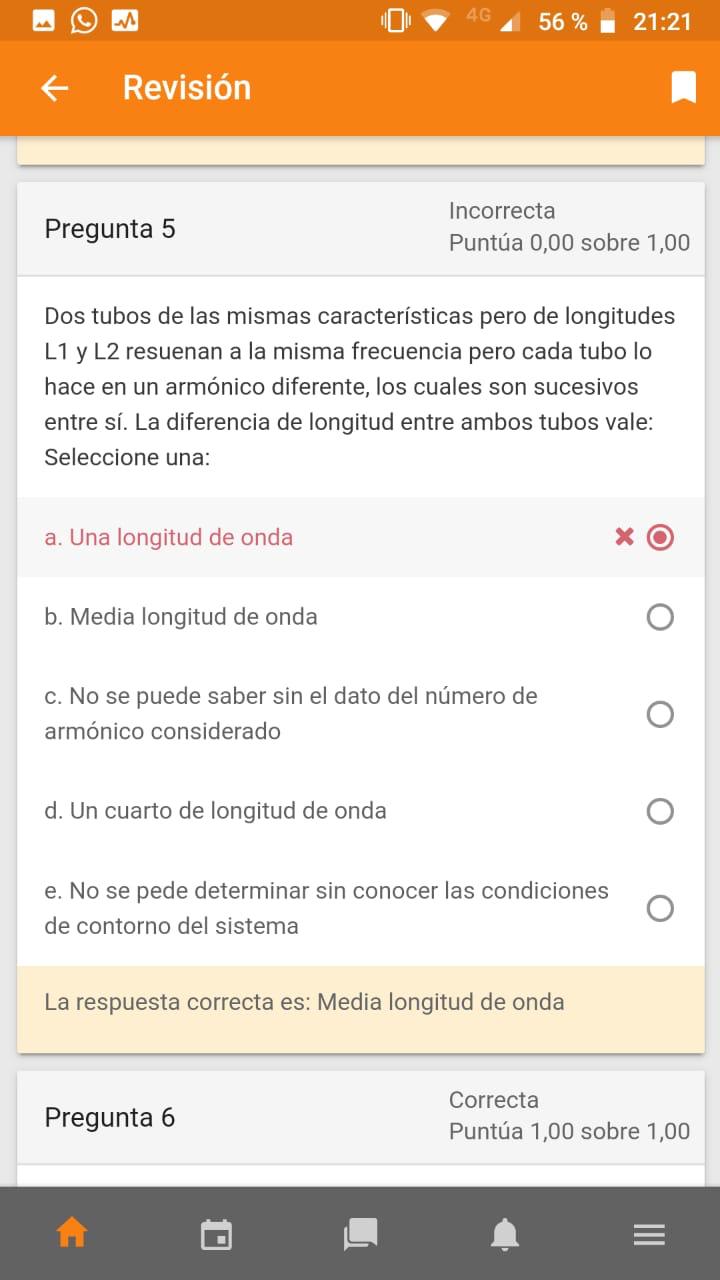 4G 56 % 21:21
Revisión
Pregunta 5
Incorrecta
Puntúa 0,00 sobre 1,00
Dos tubos de las mismas características pero de longitudes
L1 y L2 resuenan a la misma frecuencia pero cada tubo lo
hace en un armónico diferente, los cuales son sucesivos
entre sí. La diferencia de longitud entre ambos tubos vale:
Seleccione una:
a. Una longitud de onda
b. Media longitud de onda
c. No se puede saber sin el dato del número de
armónico considerado
d. Un cuarto de longitud de onda
e. No se pede determinar sin conocer las condiciones
de contorno del sistema
La respuesta correcta es: Media longitud de onda
Pregunta 6
Correcta
Puntúa 1,00 sobre 1,00